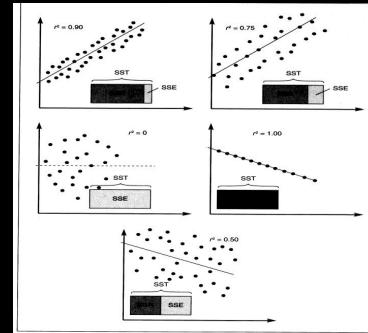 r² = 0.90
SST
SSE
r² = 0.75
SST
SSE
r² = 0
SST
SSE
r² = 1.00
SST
r² = 0.50
SST
SSE